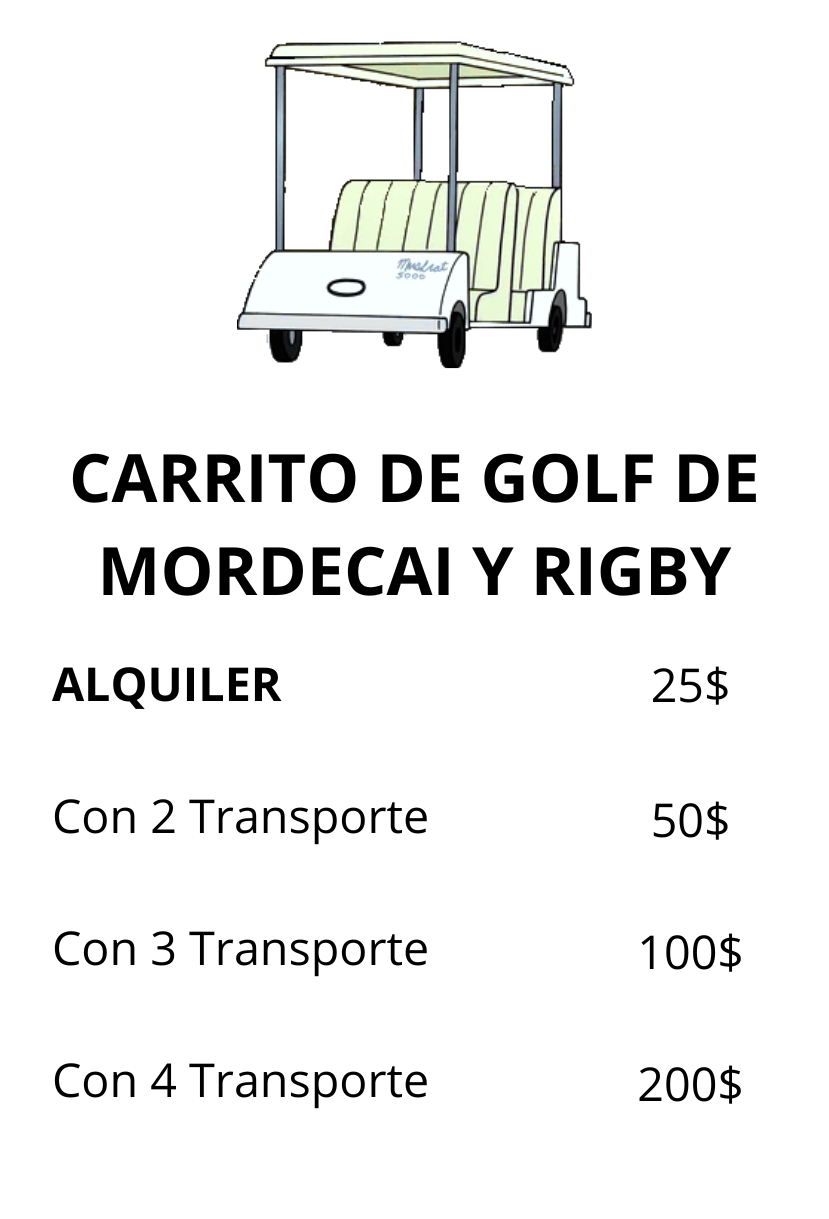 5000
CARRITO DE GOLF DE
MORDECAI Y RIGBY
ALQUILER 25$
Con 2 Transporte 50$
Con 3 Transporte 100$
Con 4 Transporte 200$